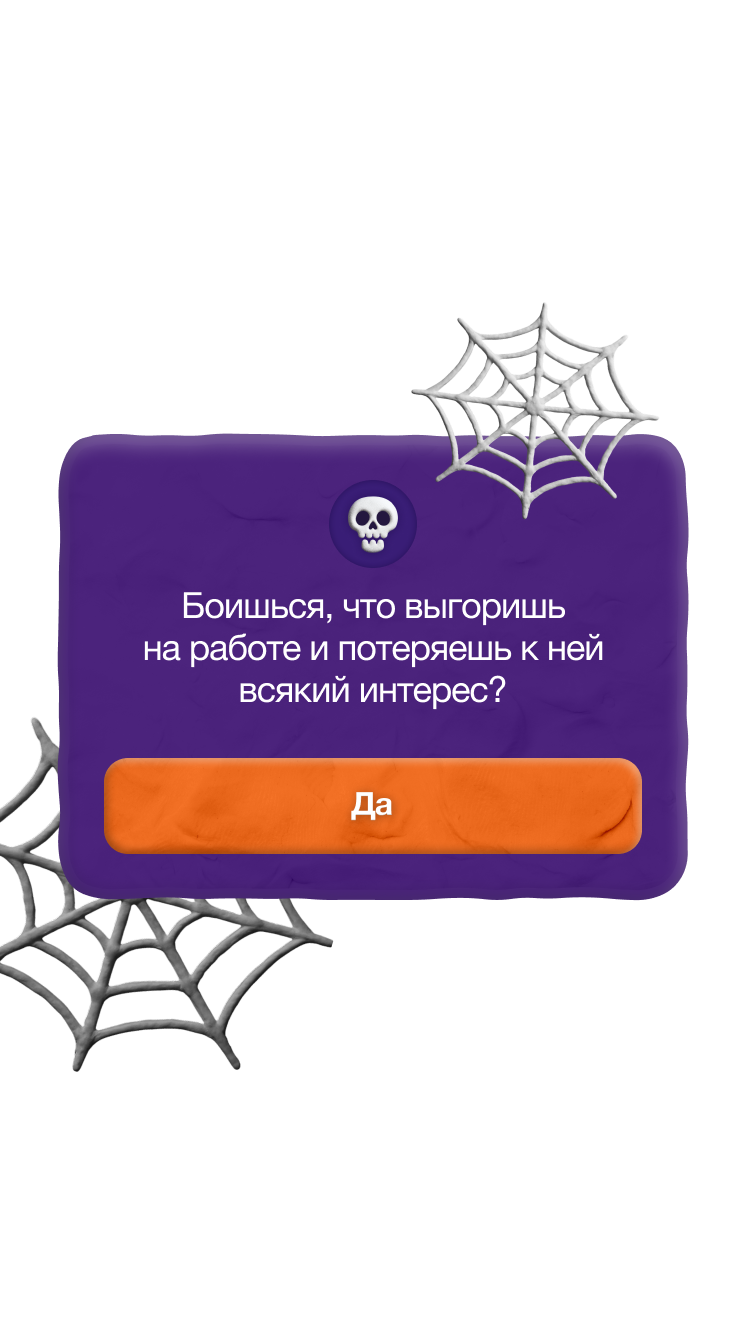 Боишься, что выгоришь
на работе и потеряешь к ней
всякий интерес?
Да